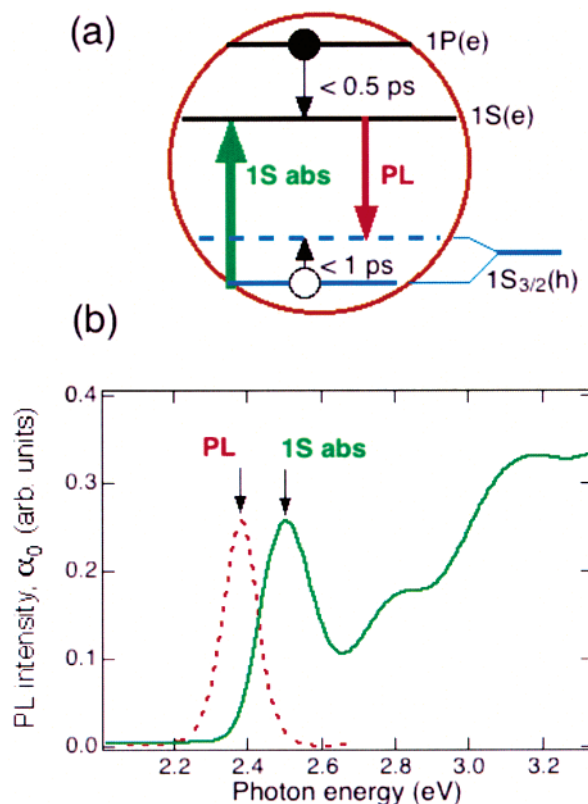 (a)
1P(e)
< 0.5 ps
1S(e)
1S abs
PL
< 1 ps
1S3/2(h)
(b)
PL intensity, α0 (arb. units)
0.4
0.3
0.2
0.1
0.0
PL
1S abs
2.2 2.4 2.6 2.8 3.0 3.2
Photon energy (eV)